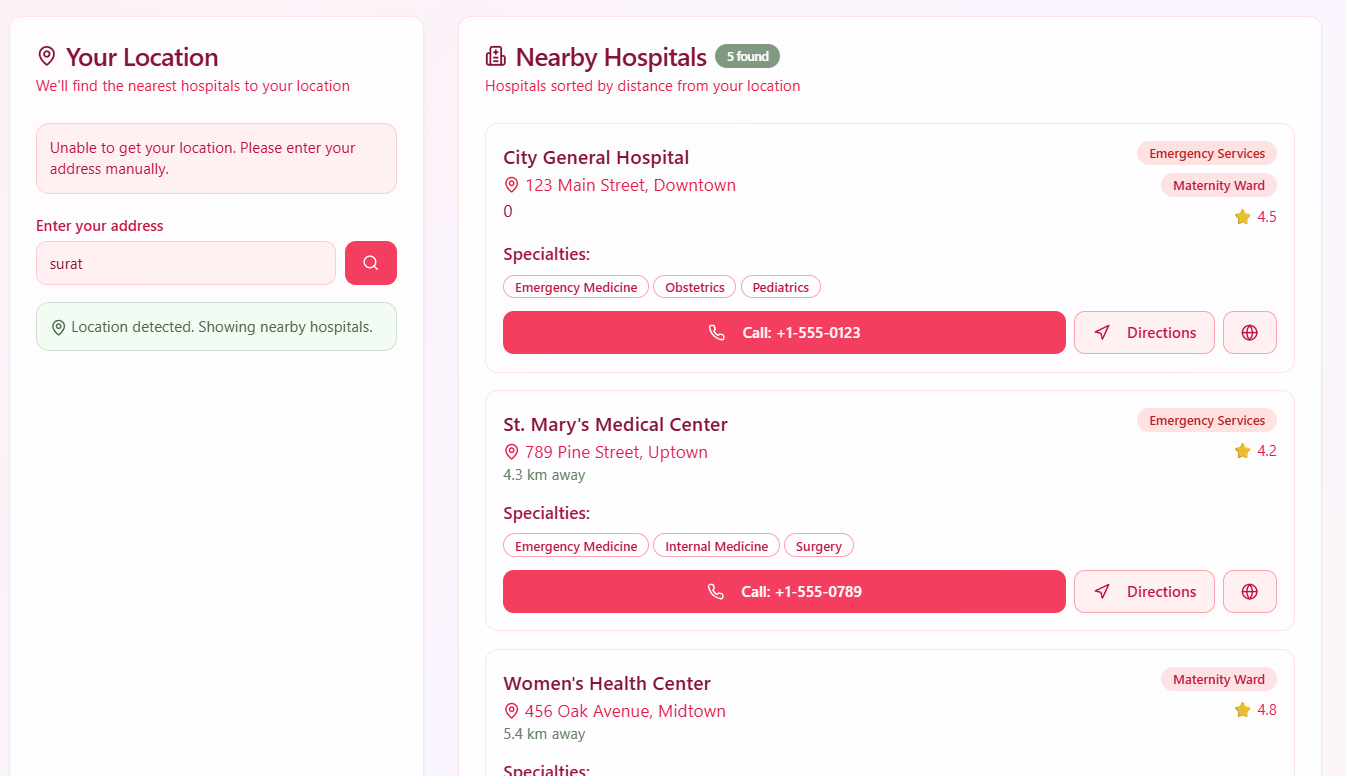 Your Location
We'll find the nearest hospitals to your location
Unable to get your location. Please enter your
address manually.
Enter your address
surat
Location detected. Showing nearby hospitals.
Nearby Hospitals 5 found
Hospitals sorted by distance from your location
City General Hospital
Emergency Services
123 Main Street, Downtown
Maternity Ward
0
4.5
Specialties:
Emergency Medicine Obstetrics Pediatrics
Call: +1-555-0123 Directions
St. Mary's Medical Center
Emergency Services
789 Pine Street, Uptown
4.2
4.3 km away
Specialties:
Emergency Medicine Internal Medicine Surgery
Call: +1-555-0789 Directions
Women's Health Center
Maternity Ward
456 Oak Avenue, Midtown
4.8
5.4 km away
Specialties: